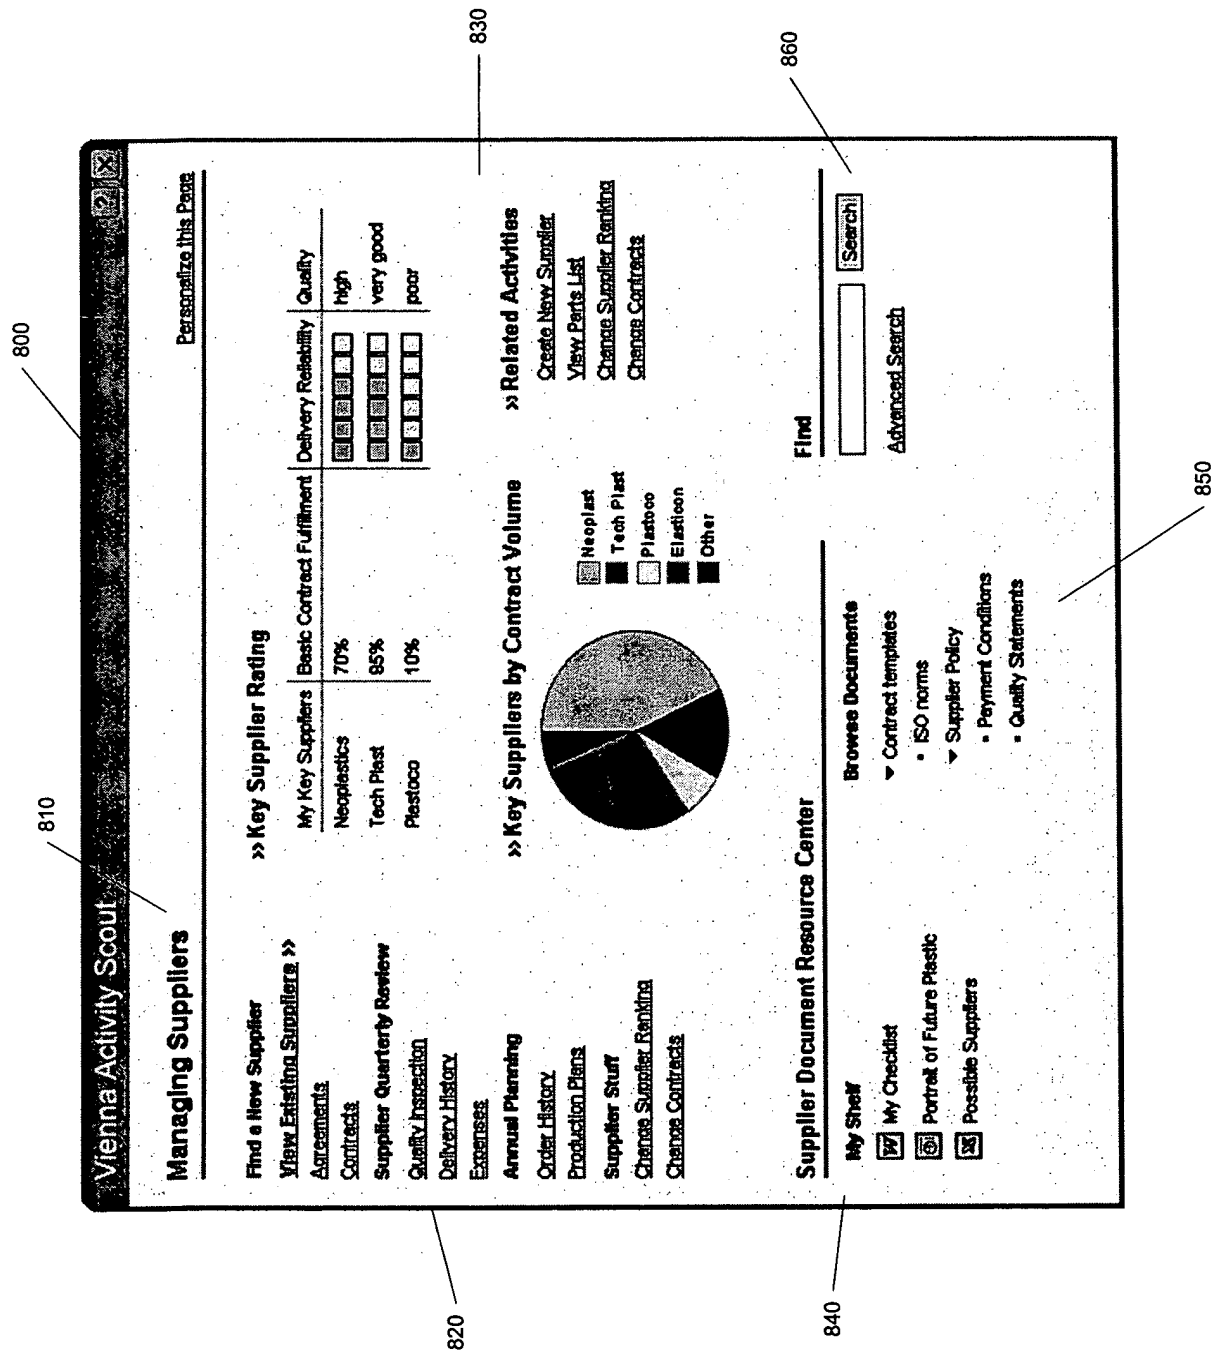 800
Vienna Activity Scout
? X
810
Managing Suppliers
Personalize this Page
820
Find a New Supplier
View Existing Suppliers >>
Agreements
Contracts
Supplier Quarterly Review
Quality Inspection
Delivery History
Expenses
Annual Planning
Order History
Production Plans
Supplier Stuff
Change Supplier Ranking
Change Contracts
>> Key Supplier Rating
My Key Suppliers Basic Contract Fulfillment Delivery Reliability Quality
Neoplastics 70% high
Tech Plast 95% very good
Plastoco 10% poor
>> Key Suppliers by Contract Volume
Neoplast
Tech Plast
Plastoco
Elasticon
Other
830
>> Related Activities
Create New Supplier
View Parts List
Change Supplier Ranking
Change Contracts
840
Supplier Document Resource Center
My Shelf
My Checklist
Portrait of Future Plastic
Possible Suppliers
Browse Documents
Contract templates
ISO norms
Supplier Policy
Payment Conditions
Quality Statements
850
860
Find
Search
Advanced Search